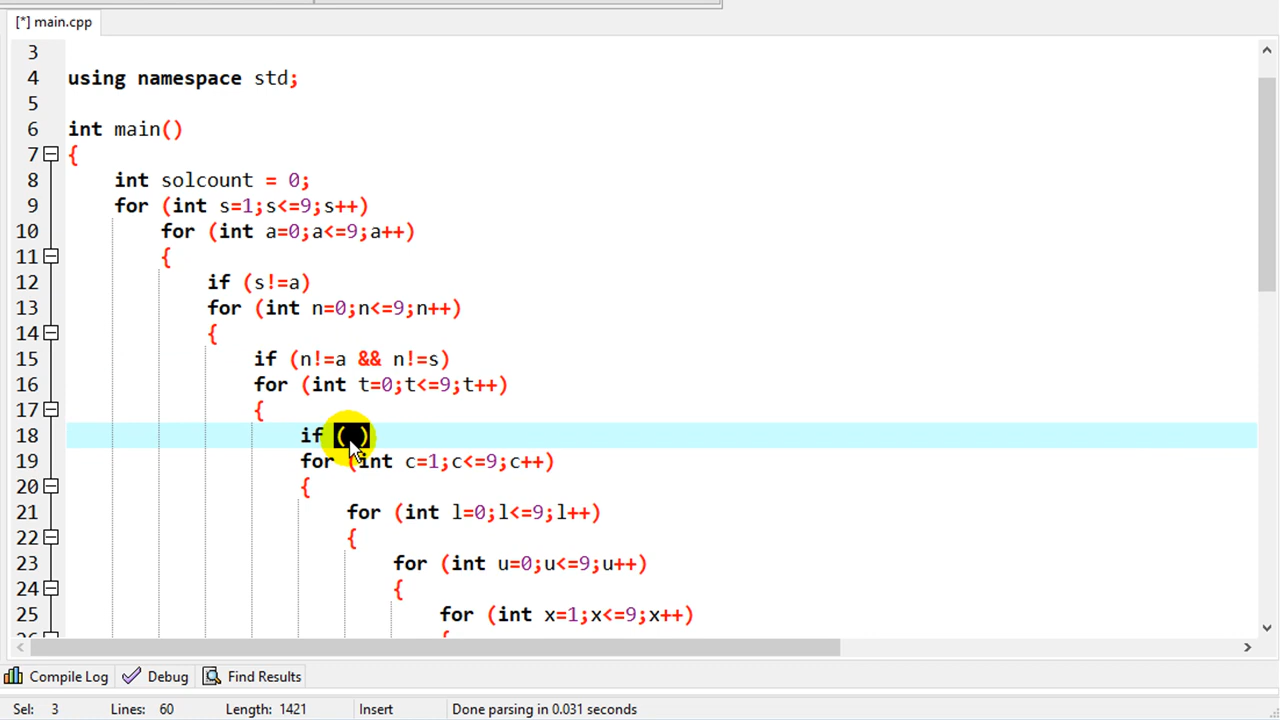 [*] main.cpp
3
4 using namespace std;
5
6 int main()
7 {
8 int solcount = 0;
9 for (int s=1;s<=9;s++)
10 for (int a=0;a<=9;a++)
11 {
12 if (s!=a)
13 for (int n=0;n<=9;n++)
14 {
15 if (n!=a && n!=s)
16 for (int t=0;t<=9;t++)
17 {
18 if ( )
19 for (int c=1;c<=9;c++)
20 {
21 for (int l=0;l<=9;l++)
22 {
23 for (int u=0;u<=9;u++)
24 {
25 for (int x=1;x<=9;x++)
Compile Log Debug Find Results
Sel: 3 Lines: 60 Length: 1421 Insert Done parsing in 0.031 seconds